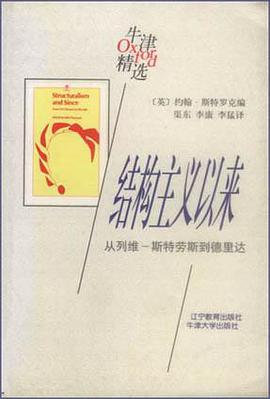 牛津
Oxford
精选
〔英〕约翰·斯特罗克编
渠东 李康 李猛译
Structuralism
and Since
结构主义以来
从列维-斯特劳斯到德里达
辽宁教育出版社
牛津大学出版社